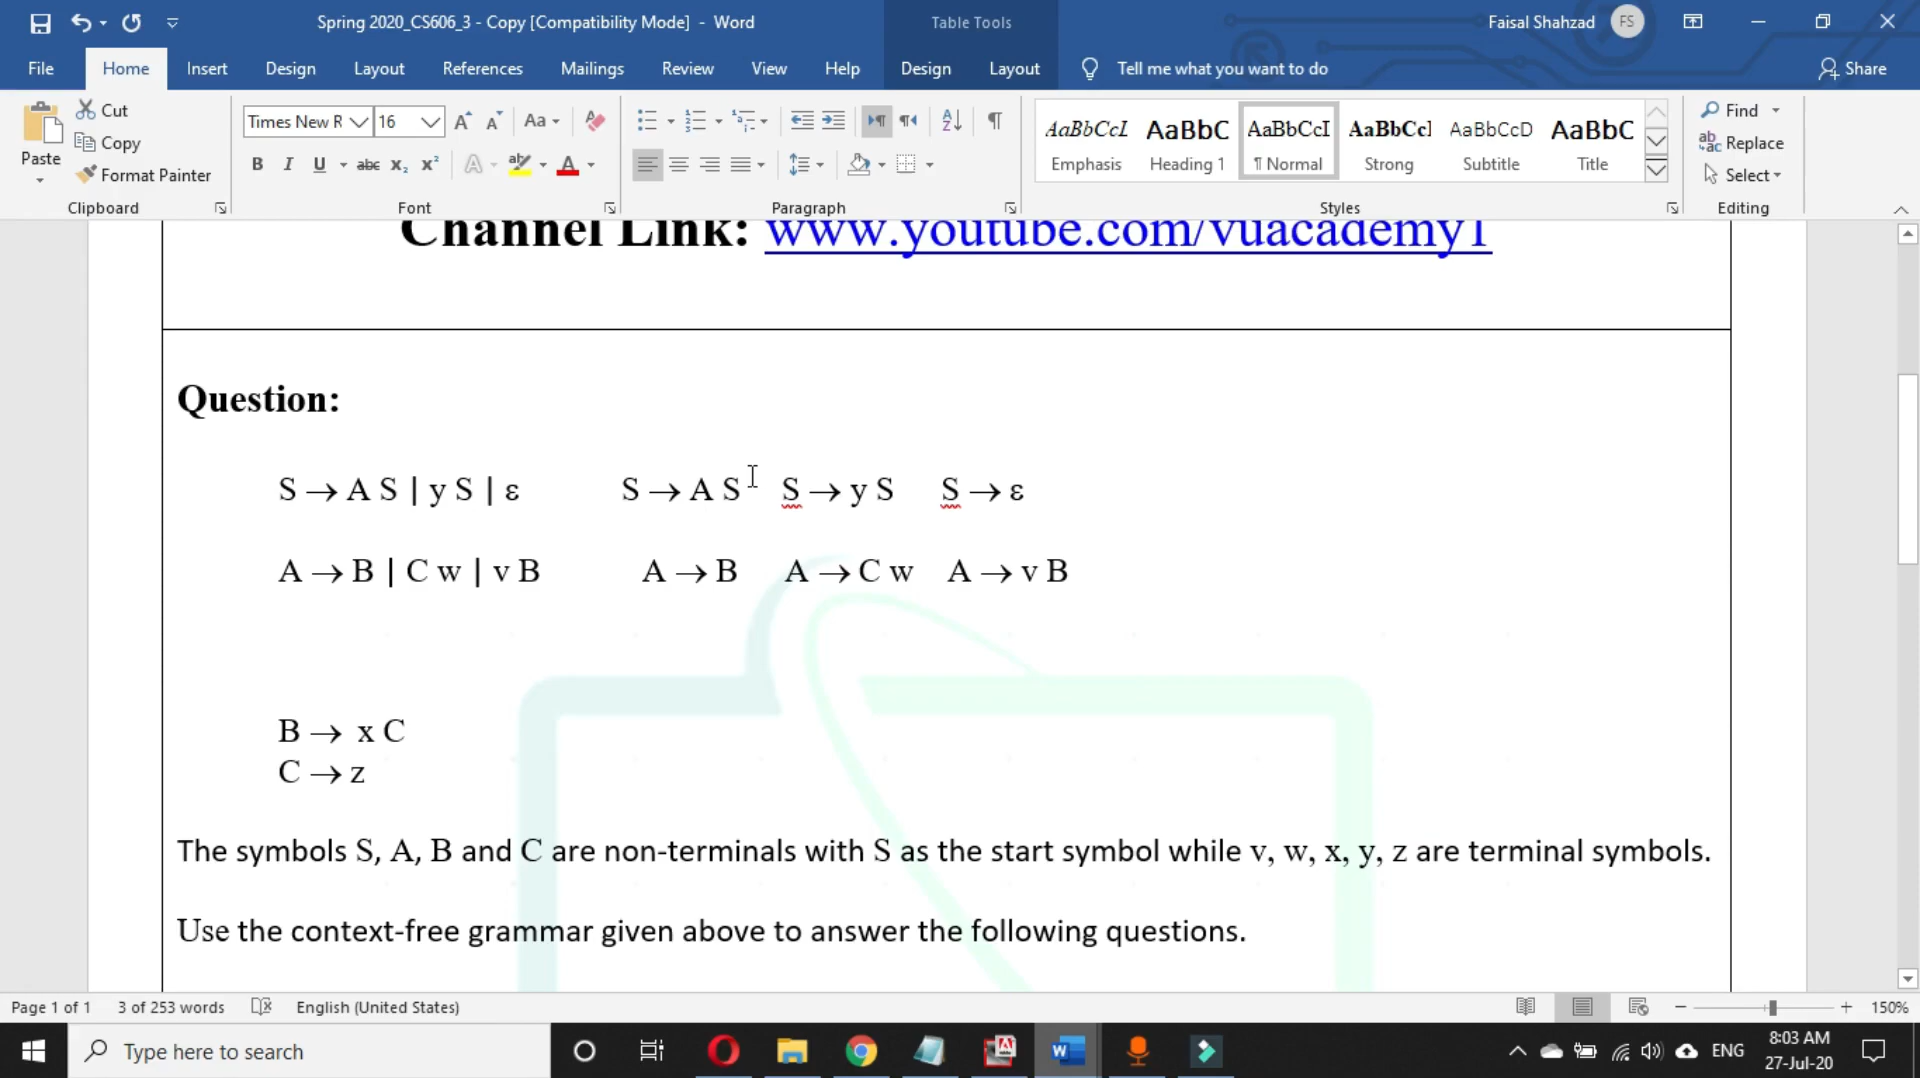 Spring 2020_CS606_3 - Copy [Compatibility Mode] - Word
Table Tools
Faisal Shahzad FS
File Home Insert Design Layout References Mailings Review View Help Design Layout Tell me what you want to do Share
Paste
Cut
Copy
Format Painter
Clipboard
Times New R 16
Aa
B I U abc x₂ x²
A
Font
Paragraph
AaBbCcI Emphasis
AaBbC Heading 1
AaBbCcI ¶ Normal
AaBbCcl Strong
AaBbCcD Subtitle
AaBbC Title
Styles
Find
Replace
Select
Editing
Channel Link: www.youtube.com/vuacademy1
Question:
S → A S | y S | ε S → A S S → y S S → ε
A → B | C w | v B A → B A → C w A → v B
B → x C
C → z
The symbols S, A, B and C are non-terminals with S as the start symbol while v, w, x, y, z are terminal symbols.
Use the context-free grammar given above to answer the following questions.
Page 1 of 1 3 of 253 words English (United States) 150%
Type here to search
ENG
8:03 AM
27-Jul-20